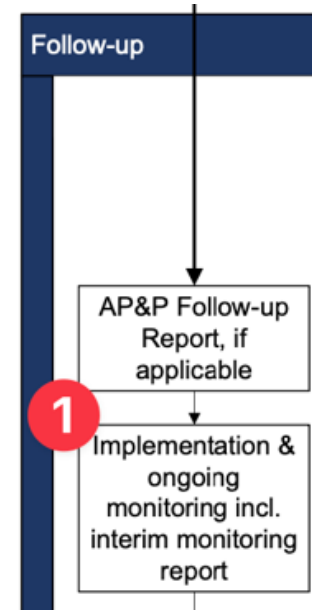 Follow-up
AP&P Follow-up
Report, if
applicable
1
Implementation &
ongoing
monitoring incl.
interim monitoring
report